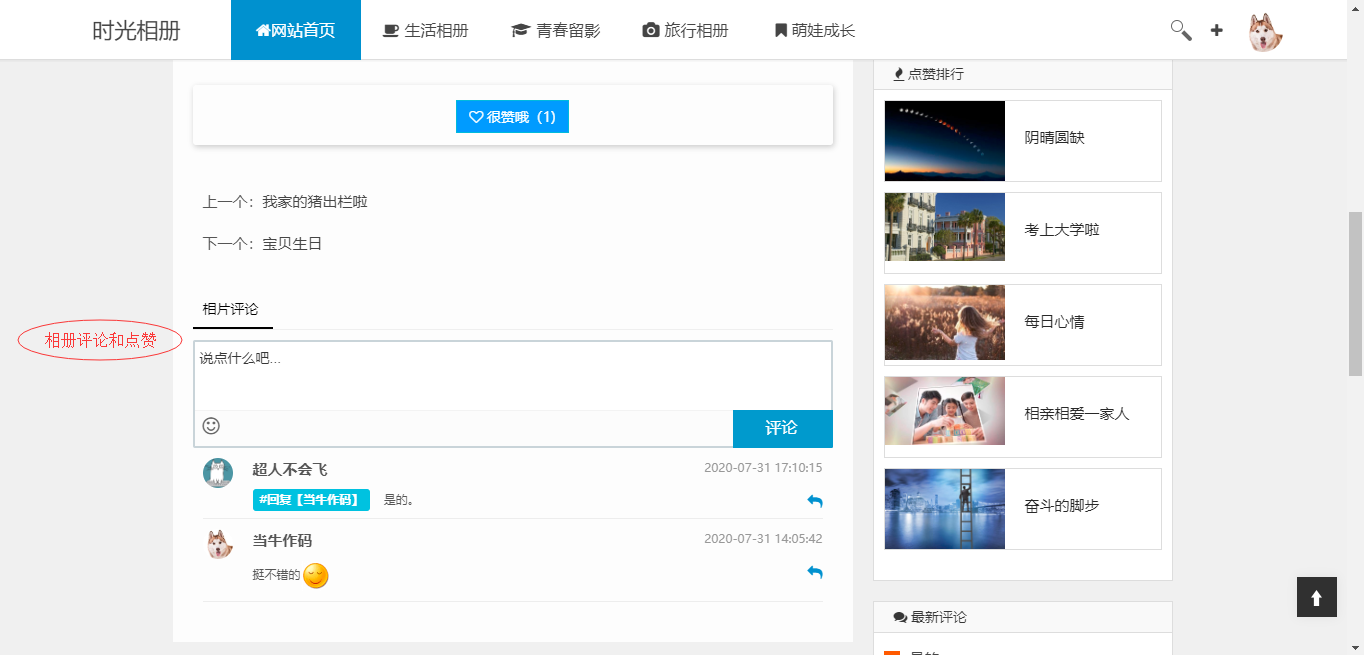 时光相册
网站首页
生活相册
青春留影
旅行相册
萌娃成长
很赞哦（1）
上一个：我家的猪出栏啦
下一个：宝贝生日
相片评论
相册评论和点赞
说点什么吧...
评论
超人不会飞
2020-07-31 17:10:15
#回复【当牛作码】
是的。
当牛作码
2020-07-31 14:05:42
挺不错的
点赞排行
阴晴圆缺
考上大学啦
每日心情
相亲相爱一家人
奋斗的脚步
最新评论